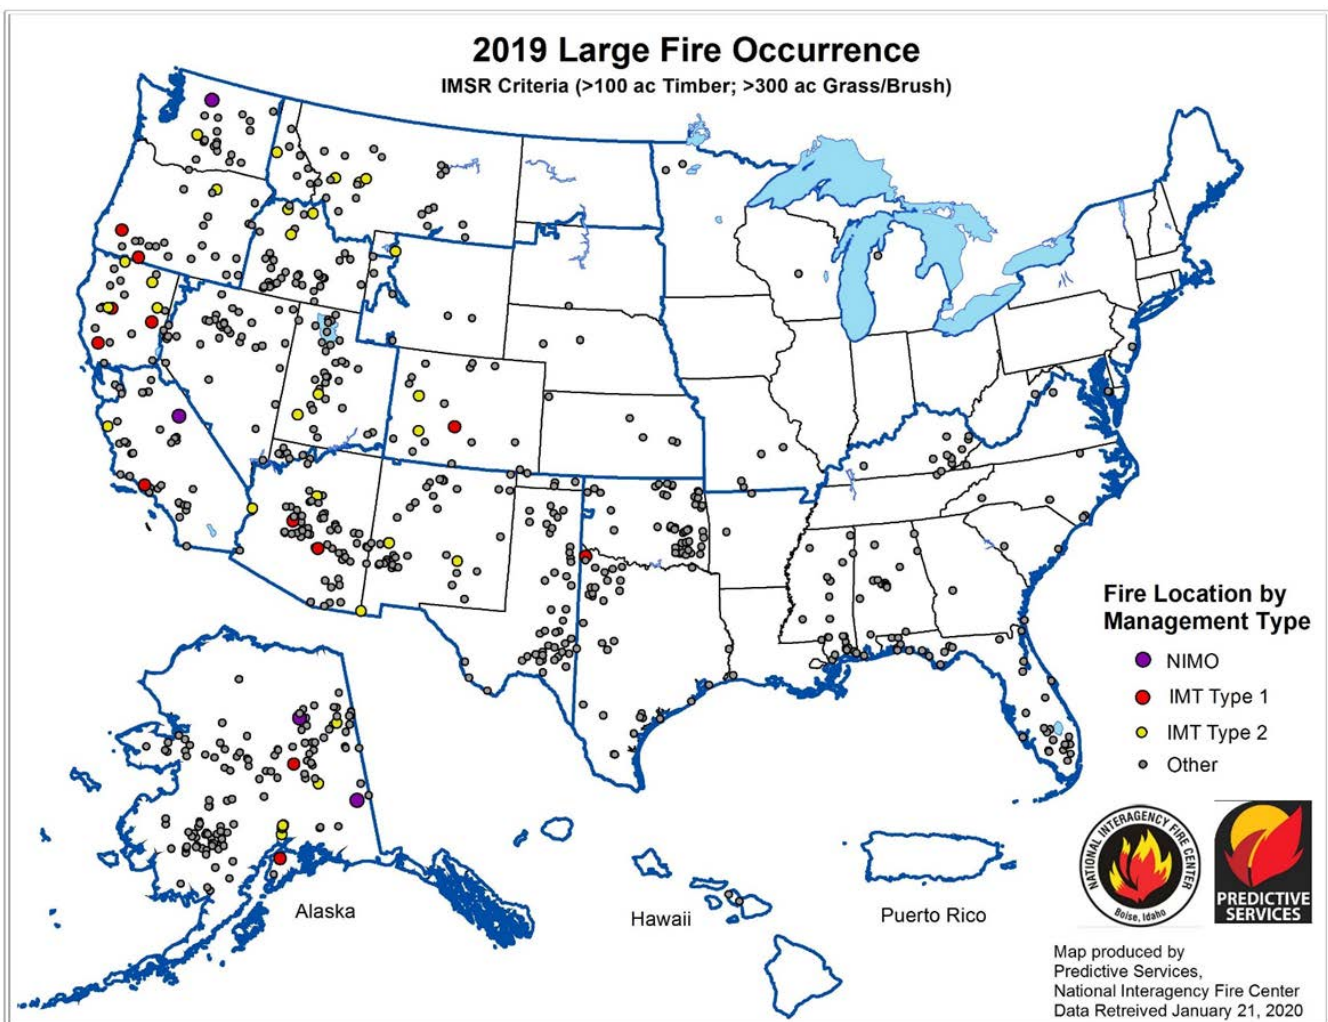 2019 Large Fire Occurrence
IMSR Criteria (>100 ac Timber; >300 ac Grass/Brush)
Fire Location by
Management Type
NIMO
IMT Type 1
IMT Type 2
Other
Alaska
Hawaii
Puerto Rico
NATIONAL INTERAGENCY FIRE CENTER
Boise, Idaho
PREDICTIVE
SERVICES
Map produced by
Predictive Services,
National Interagency Fire Center
Data Retreived January 21, 2020